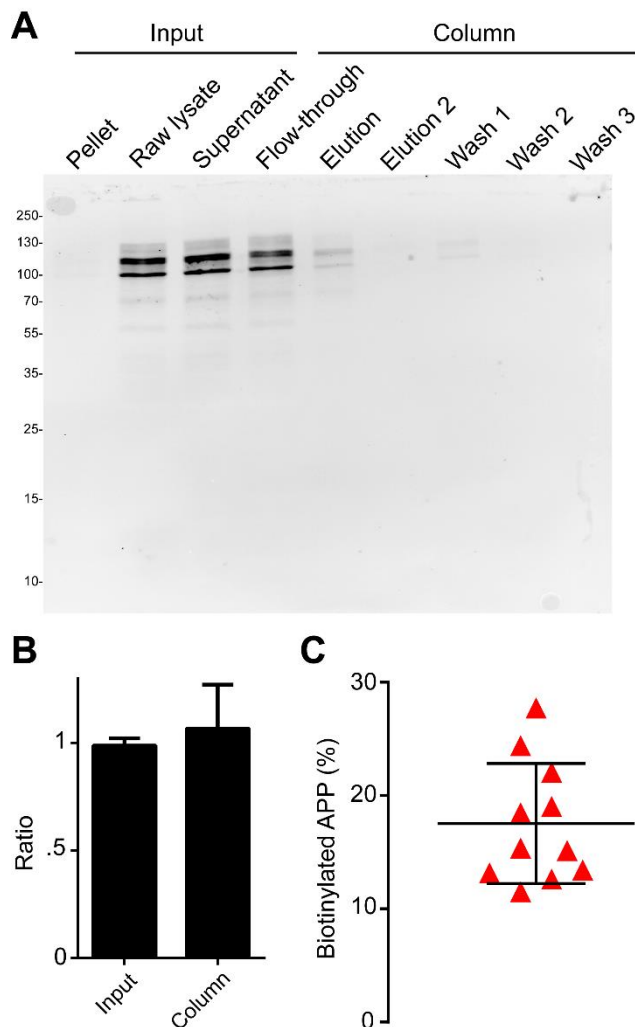 A
Input
Column
Pellet
Raw lysate
Supernatant
Flow-through
Elution
Elution 2
Wash 1
Wash 2
Wash 3
250-
130-
100-
70-
55-
35-
25-
15-
10-
B
Ratio
1
.5
0
Input
Column
C
Biotinylated APP (%)
30
20
10
0